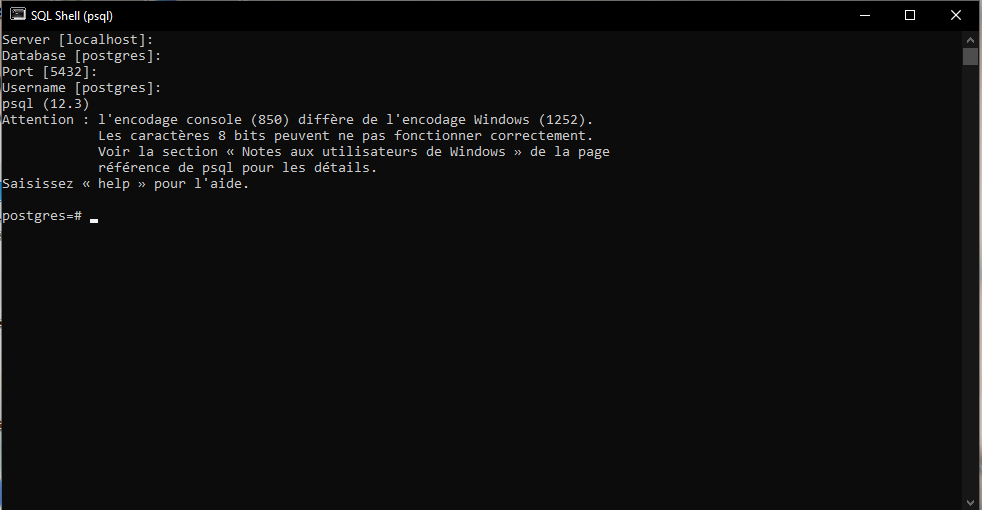 SQL Shell (psql)
Server [localhost]:
Database [postgres]:
Port [5432]:
Username [postgres]:
psql (12.3)
Attention : l'encodage console (850) diffère de l'encodage Windows (1252).
Les caractères 8 bits peuvent ne pas fonctionner correctement.
Voir la section « Notes aux utilisateurs de Windows » de la page
référence de psql pour les détails.
Saisissez « help » pour l'aide.
postgres=#